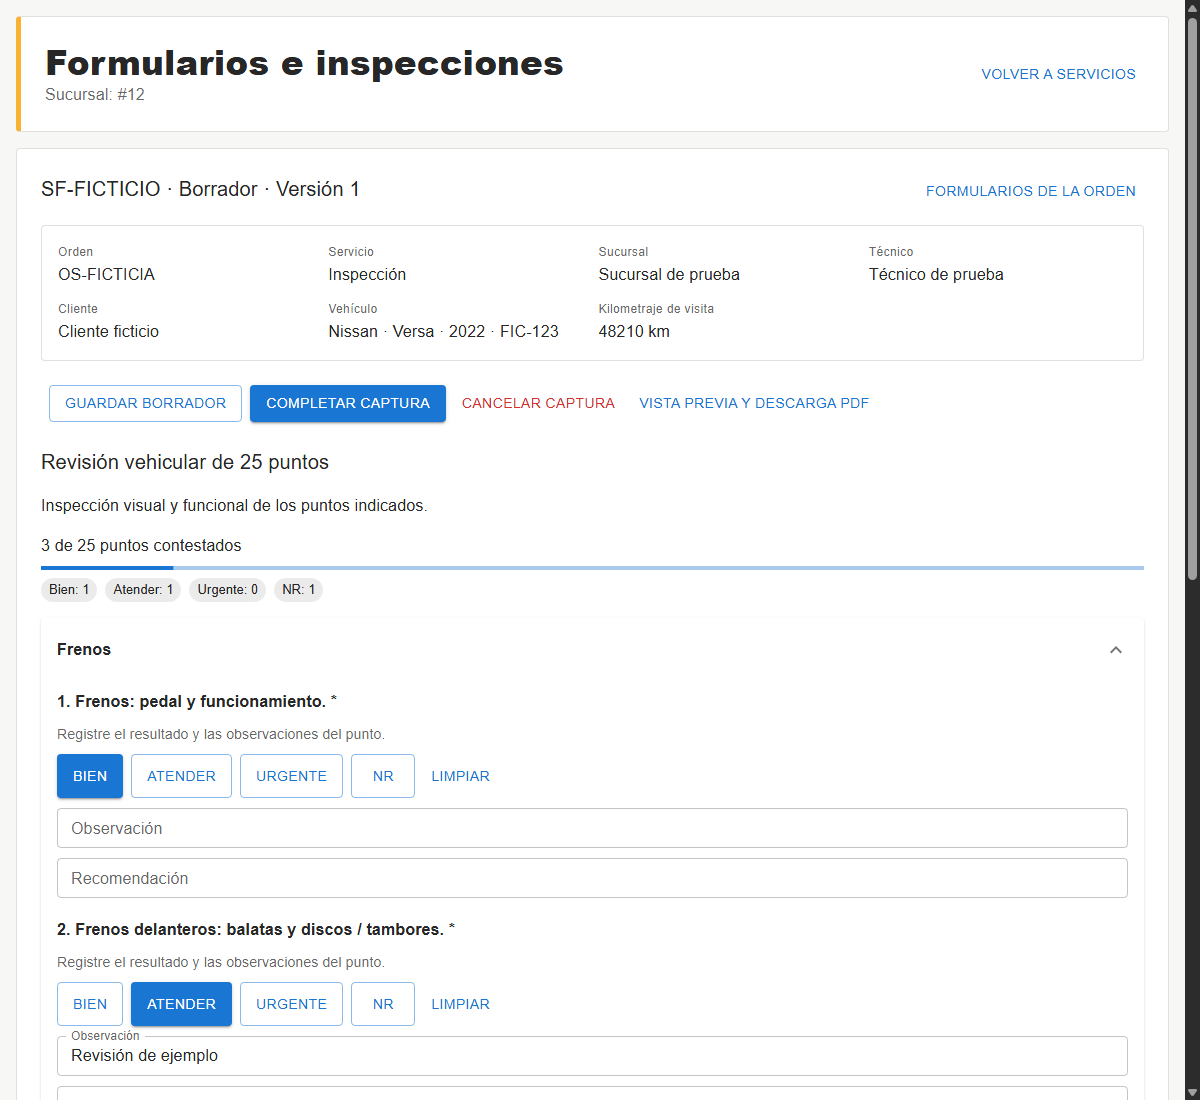 Formularios e inspecciones
Sucursal: #12
VOLVER A SERVICIOS
SF-FICTICIO · Borrador · Versión 1
FORMULARIOS DE LA ORDEN
Orden
OS-FICTICIA
Servicio
Inspección
Sucursal
Sucursal de prueba
Técnico
Técnico de prueba
Cliente
Cliente ficticio
Vehículo
Nissan · Versa · 2022 · FIC-123
Kilometraje de visita
48210 km
GUARDAR BORRADOR
COMPLETAR CAPTURA
CANCELAR CAPTURA
VISTA PREVIA Y DESCARGA PDF
Revisión vehicular de 25 puntos
Inspección visual y funcional de los puntos indicados.
3 de 25 puntos contestados
Bien: 1
Atender: 1
Urgente: 0
NR: 1
Frenos
1. Frenos: pedal y funcionamiento. *
Registre el resultado y las observaciones del punto.
BIEN
ATENDER
URGENTE
NR
LIMPIAR
Observación
Recomendación
2. Frenos delanteros: balatas y discos / tambores. *
Registre el resultado y las observaciones del punto.
BIEN
ATENDER
URGENTE
NR
LIMPIAR
Observación
Revisión de ejemplo